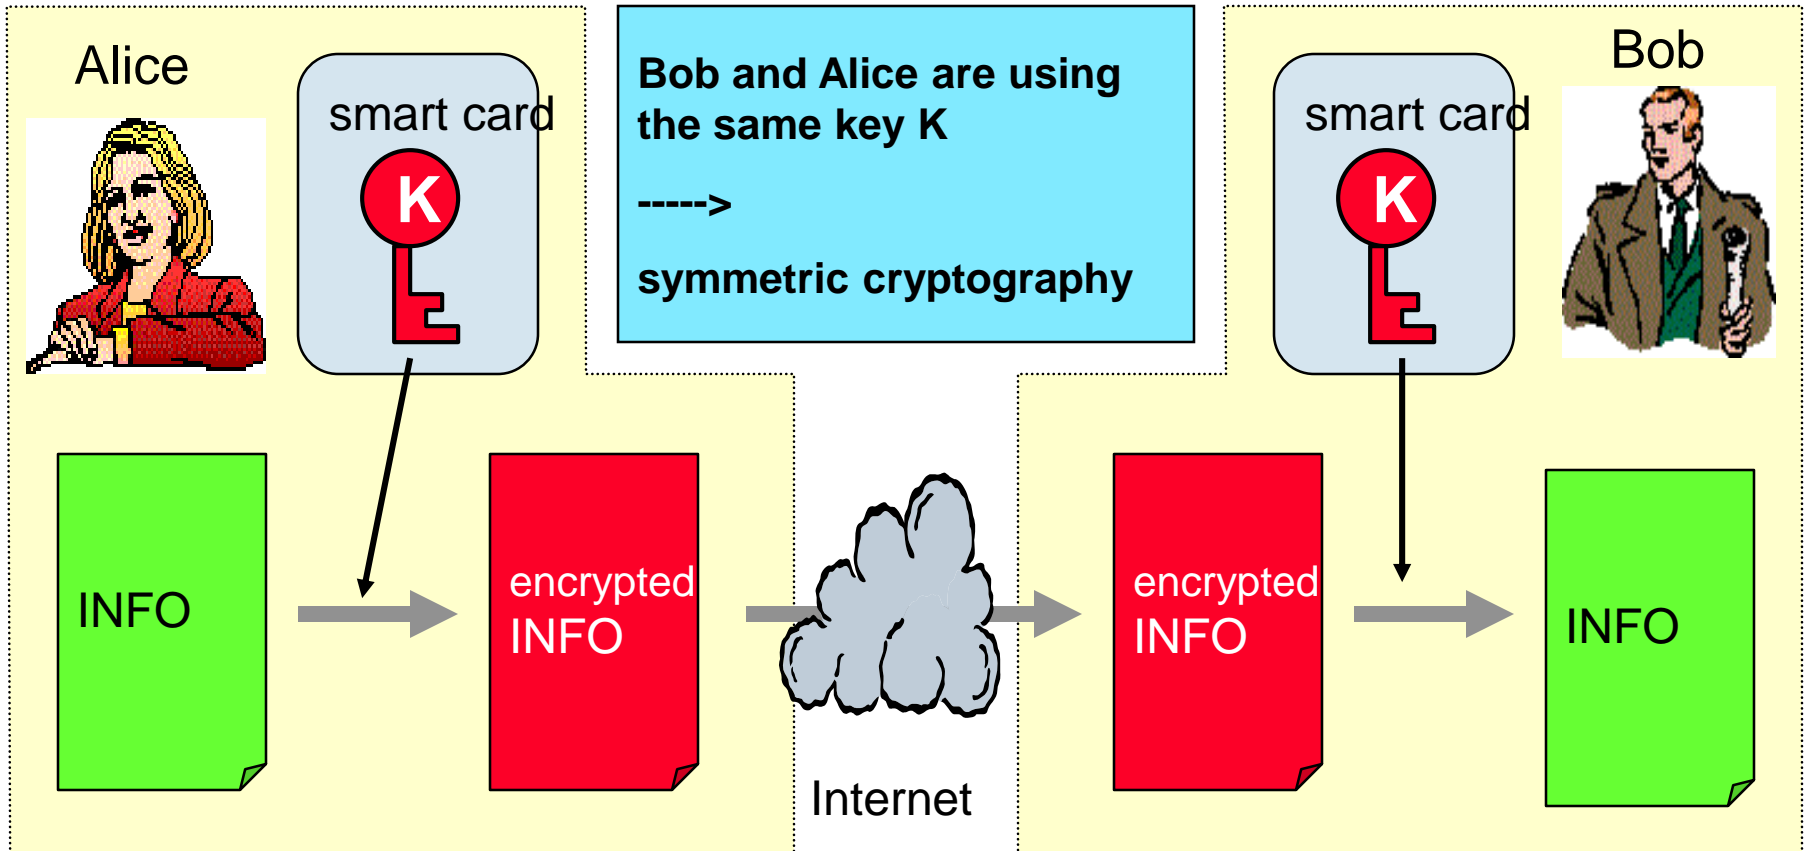 Alice
smart card
K
Bob and Alice are using
the same key K
----->
symmetric cryptography
Bob
smart card
K
INFO
encrypted
INFO
Internet
encrypted
INFO
INFO